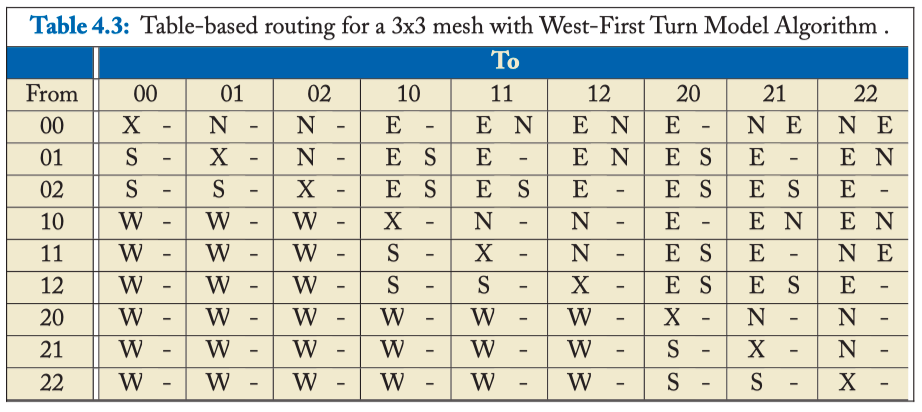 Table 4.3: Table-based routing for a 3x3 mesh with West-First Turn Model Algorithm .
To
From 00 01 02 10 11 12 20 21 22
00 X - N - N - E - E N E N E - N E N E
01 S - X - N - E S E - E N E S E - E N
02 S - S - X - E S E S E - E S E S E -
10 W - W - W - X - N - N - E - E N E N
11 W - W - W - S - X - N - E S E - N E
12 W - W - W - S - S - X - E S E S E -
20 W - W - W - W - W - W - X - N - N -
21 W - W - W - W - W - W - S - X - N -
22 W - W - W - W - W - W - S - S - X -